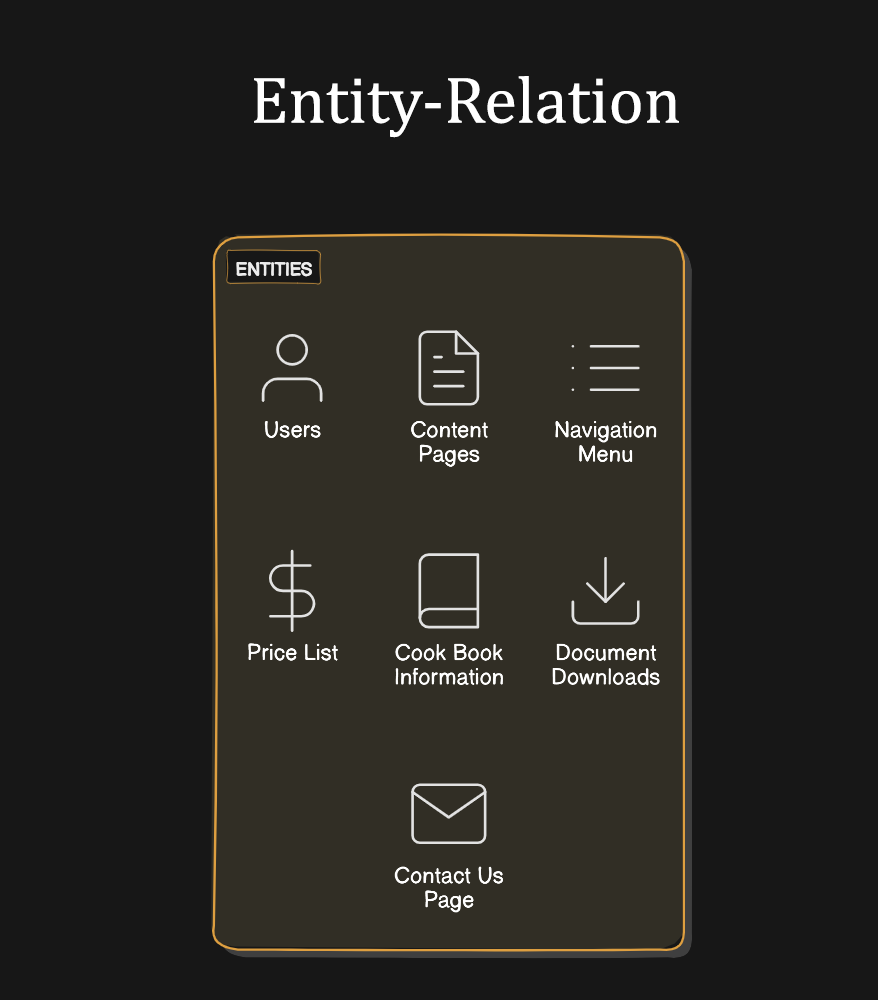 Entity-Relation
ENTITIES
Users
Content
Pages
Navigation
Menu
Price List
Cook Book
Information
Document
Downloads
Contact Us
Page